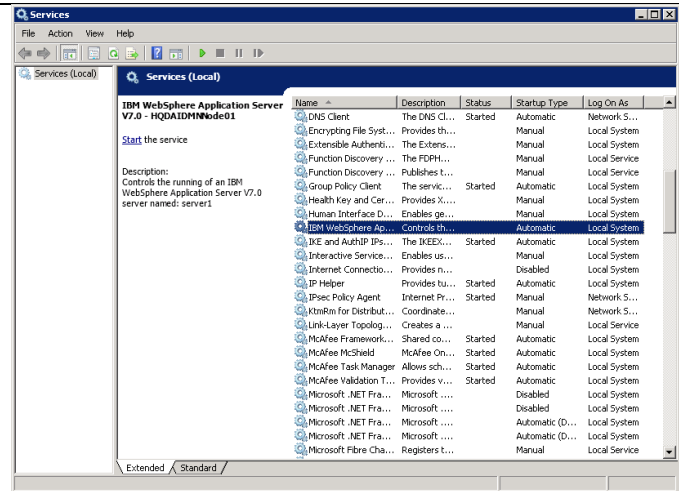 Services
File Action View Help
Services (Local)
Services (Local)
IBM WebSphere Application Server V7.0 - HQDAIDMNNode01
Start the service
Description:
Controls the running of an IBM WebSphere Application Server V7.0 server named: server1
Name Description Status Startup Type Log On As
DNS Client The DNS Cl... Started Automatic Network S...
Encrypting File Syst... Provides th... Manual Local System
Extensible Authenti... The Extens... Manual Local System
Function Discovery ... The FDPH... Manual Local Service
Function Discovery ... Publishes t... Manual Local Service
Group Policy Client The servic... Started Automatic Local System
Health Key and Cer... Provides X.... Manual Local System
Human Interface D... Enables ge... Manual Local System
IBM WebSphere Ap... Controls th... Automatic Local System
IKE and AuthIP IPs... The IKEEX... Started Automatic Local System
Interactive Service... Enables us... Manual Local System
Internet Connectio... Provides n... Disabled Local System
IP Helper Provides tu... Started Automatic Local System
IPsec Policy Agent Internet Pr... Started Manual Network S...
KtmRm for Distribut... Coordinate... Manual Network S...
Link-Layer Topolog... Creates a ... Manual Local Service
McAfee Framework... Shared co... Started Automatic Local System
McAfee McShield McAfee On... Started Automatic Local System
McAfee Task Manager Allows sch... Started Automatic Local System
McAfee Validation T... Provides v... Started Automatic Local System
Microsoft .NET Fra... Microsoft .... Disabled Local System
Microsoft .NET Fra... Microsoft .... Disabled Local System
Microsoft .NET Fra... Microsoft .... Automatic (D... Local System
Microsoft .NET Fra... Microsoft .... Automatic (D... Local System
Microsoft Fibre Cha... Registers t... Manual Local Service
Extended Standard